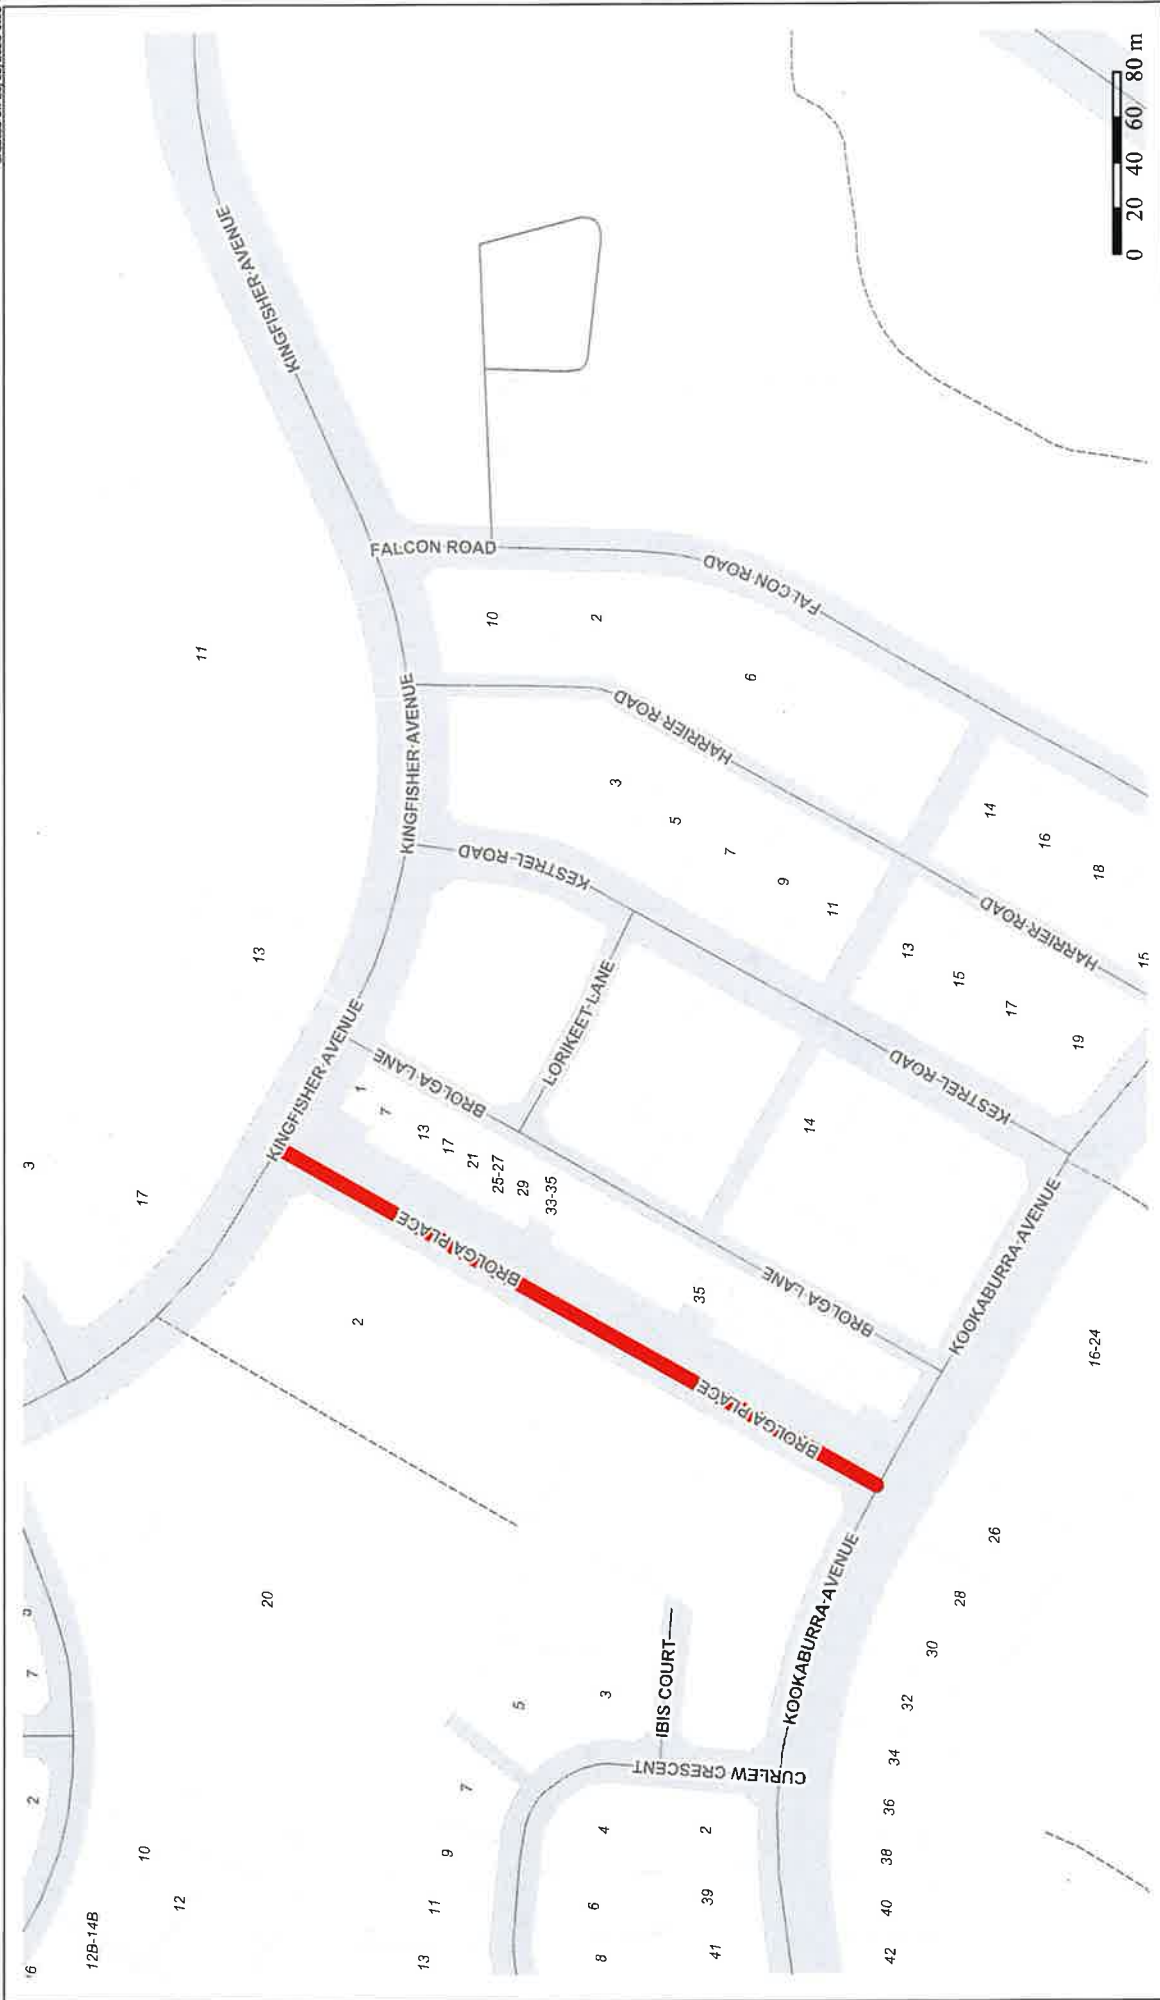 KINGFISHER AVENUE
FALCON ROAD
FALCON ROAD
11
10
2
6
KINGFISHER AVENUE
HARRIER ROAD
3
5
7
9
11
14
16
18
KESTREL ROAD
13
LORIKEET LANE
HARRIER ROAD
13
15
17
19
15
KINGFISHER AVENUE
BROLGA LANE
KESTREL ROAD
1
7
13
17
21
25-27
29
33-35
14
3
17
BROLGA PLACE
35
BROLGA LANE
KOOKABURRA AVENUE
16-24
2
BROLGA PLACE
20
26
28
30
32
34
36
38
40
42
KOOKABURRA AVENUE
IBIS COURT
CURLEW CRESCENT
5
3
7
4
2
9
6
39
11
8
41
13
7
2
10
12
12B-14B
6
0 20 40 60 80 m